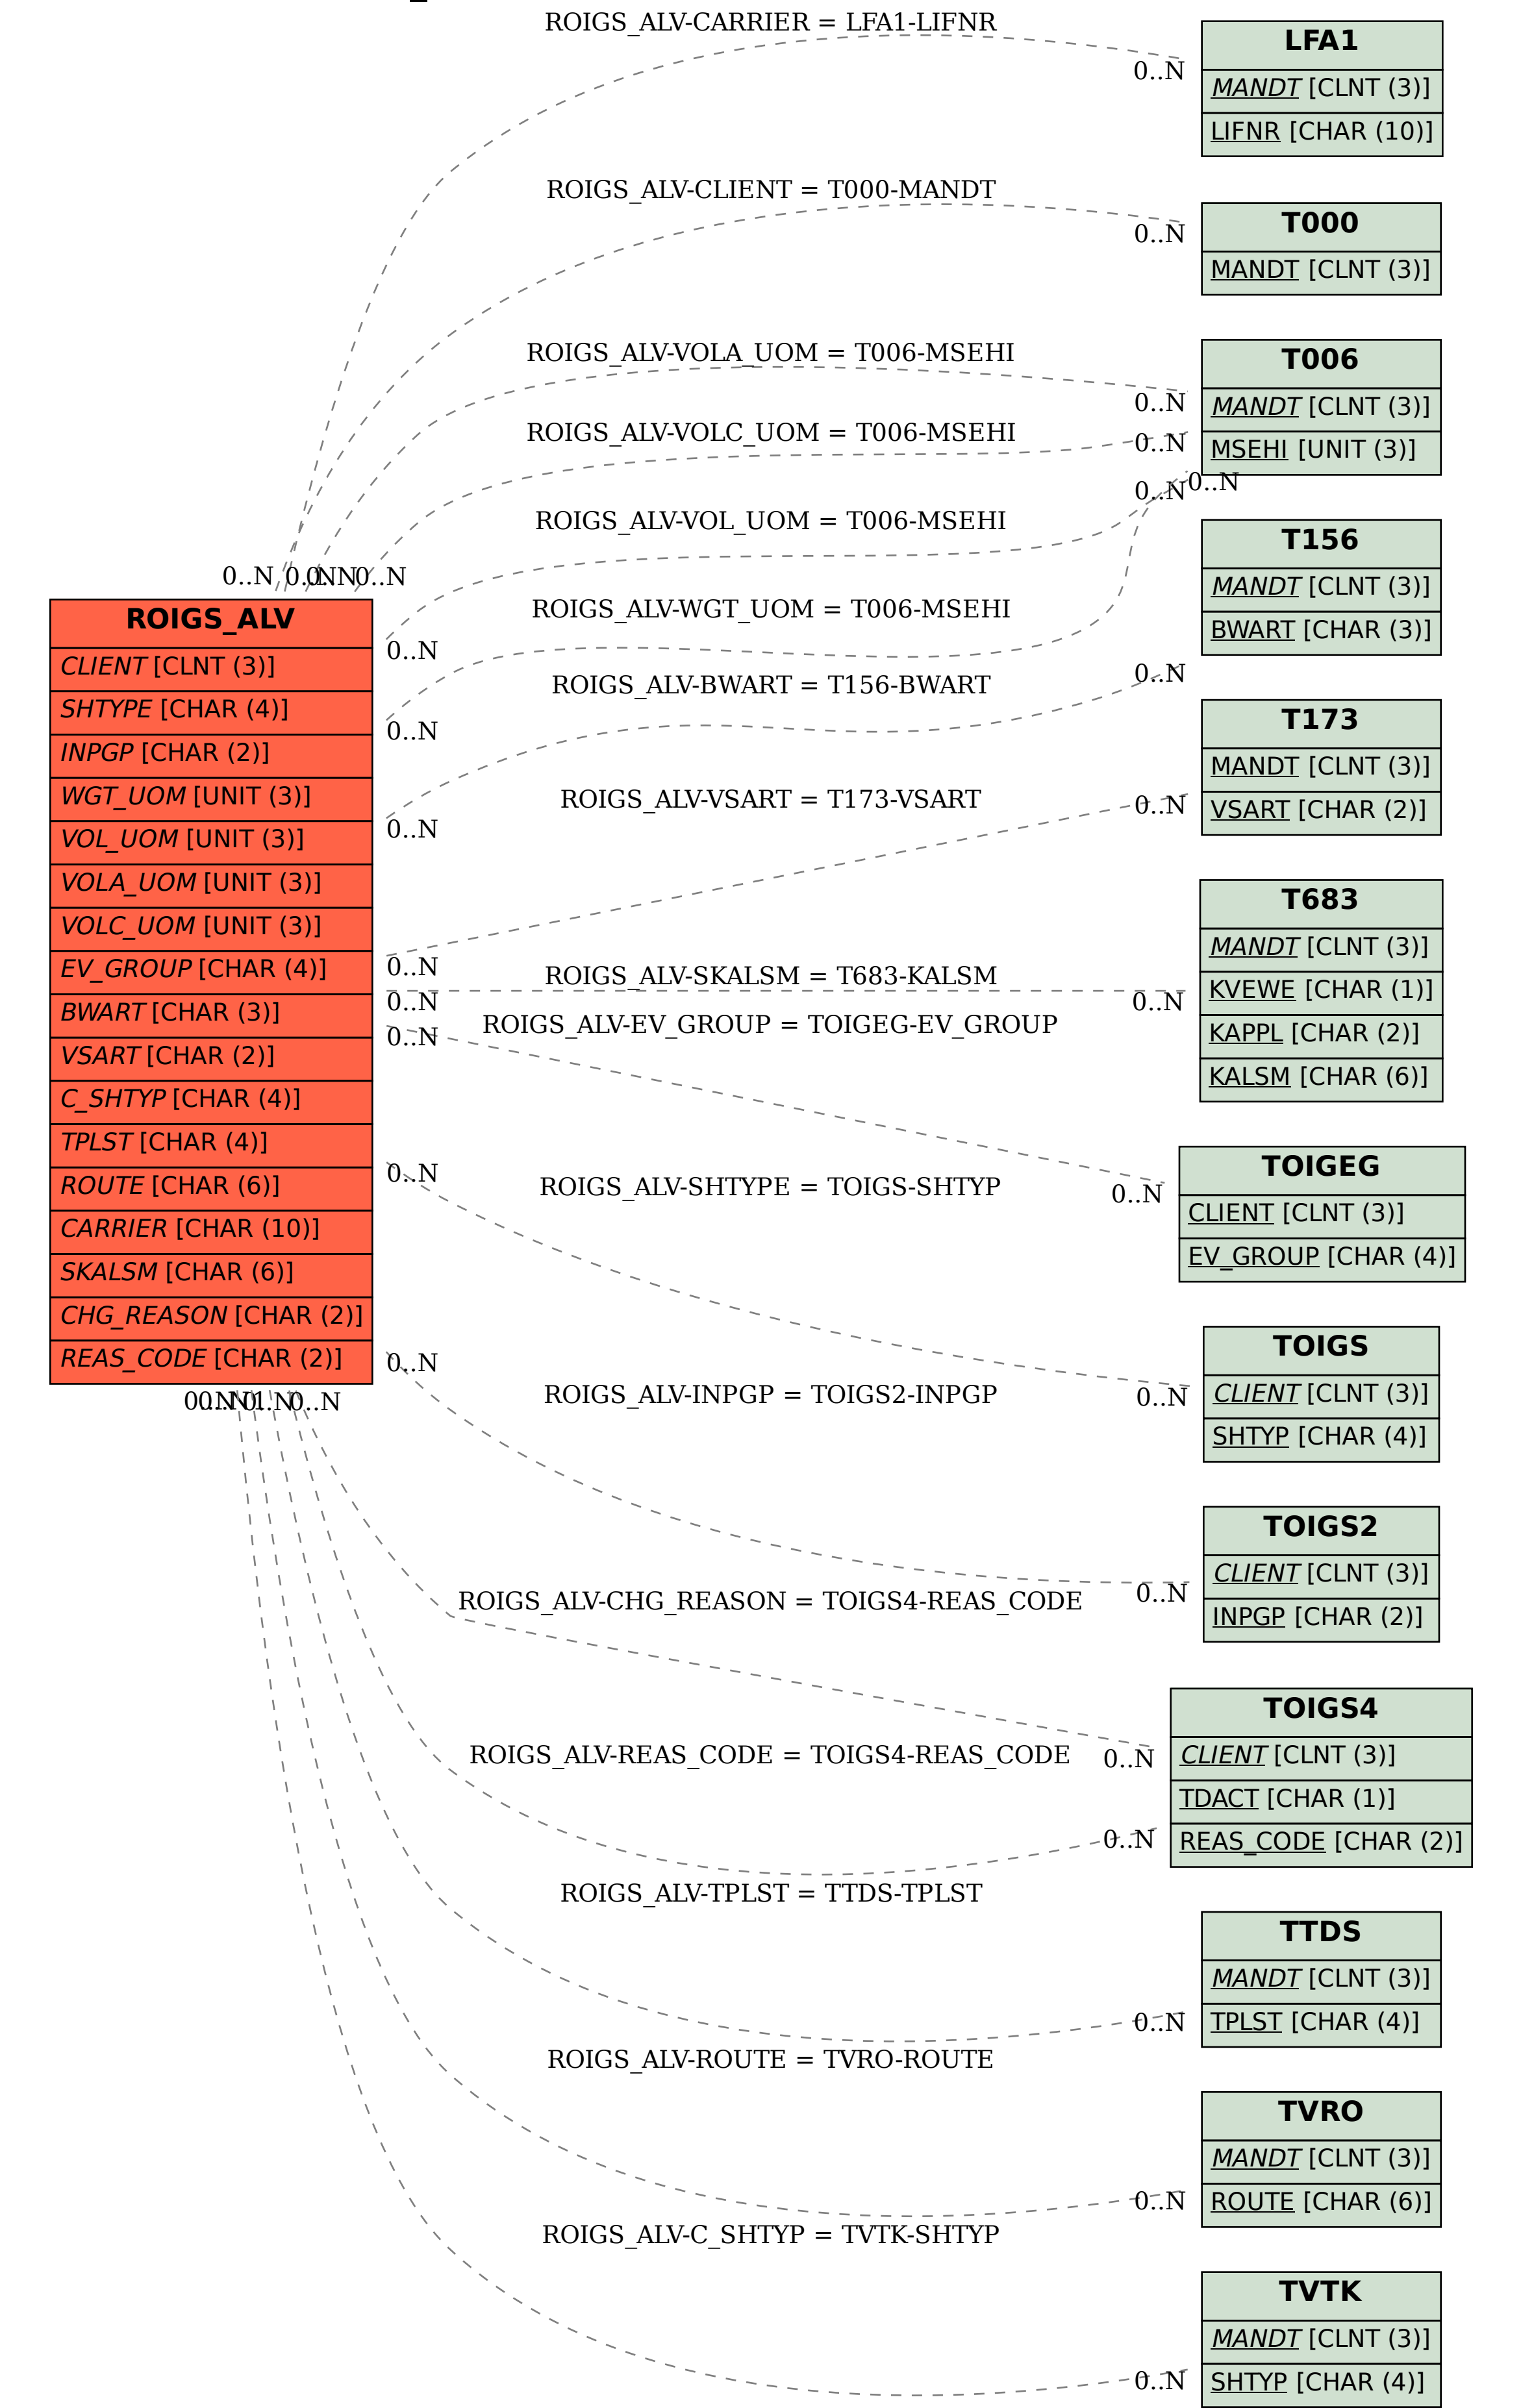 ROIGS_ALV-CARRIER = LFA1-LIFNR
0..N
LFA1
MANDT [CLNT (3)]
LIFNR [CHAR (10)]
ROIGS_ALV-CLIENT = T000-MANDT
0..N
T000
MANDT [CLNT (3)]
ROIGS_ALV-VOLA_UOM = T006-MSEHI
0..N
ROIGS_ALV-VOLC_UOM = T006-MSEHI
0..N
T006
MANDT [CLNT (3)]
MSEHI [UNIT (3)]
0..N
0..N
ROIGS_ALV-VOL_UOM = T006-MSEHI
T156
MANDT [CLNT (3)]
BWART [CHAR (3)]
0..N
0..N
0..N
0..N
ROIGS_ALV-WGT_UOM = T006-MSEHI
0..N
0..N
ROIGS_ALV-BWART = T156-BWART
0..N
0..N
ROIGS_ALV
CLIENT [CLNT (3)]
SHTYPE [CHAR (4)]
INPGP [CHAR (2)]
WGT_UOM [UNIT (3)]
VOL_UOM [UNIT (3)]
VOLA_UOM [UNIT (3)]
VOLC_UOM [UNIT (3)]
EV_GROUP [CHAR (4)]
BWART [CHAR (3)]
VSART [CHAR (2)]
C_SHTYP [CHAR (4)]
TPLST [CHAR (4)]
ROUTE [CHAR (6)]
CARRIER [CHAR (10)]
SKALSM [CHAR (6)]
CHG_REASON [CHAR (2)]
REAS_CODE [CHAR (2)]
ROIGS_ALV-VSART = T173-VSART
0..N
T173
MANDT [CLNT (3)]
VSART [CHAR (2)]
0..N
ROIGS_ALV-SKALSM = T683-KALSM
0..N
0..N
T683
MANDT [CLNT (3)]
KVEWE [CHAR (1)]
KAPPL [CHAR (2)]
KALSM [CHAR (6)]
0..N
ROIGS_ALV-EV_GROUP = TOIGEG-EV_GROUP
0..N
TOIGEG
CLIENT [CLNT (3)]
EV_GROUP [CHAR (4)]
0..N
ROIGS_ALV-SHTYPE = TOIGS-SHTYP
0..N
TOIGS
CLIENT [CLNT (3)]
SHTYP [CHAR (4)]
0..N
ROIGS_ALV-INPGP = TOIGS2-INPGP
0..N
TOIGS2
CLIENT [CLNT (3)]
INPGP [CHAR (2)]
0..N
ROIGS_ALV-CHG_REASON = TOIGS4-REAS_CODE
0..N
ROIGS_ALV-REAS_CODE = TOIGS4-REAS_CODE
0..N
TOIGS4
CLIENT [CLNT (3)]
TDACT [CHAR (1)]
REAS_CODE [CHAR (2)]
ROIGS_ALV-TPLST = TTDS-TPLST
0..N
TTDS
MANDT [CLNT (3)]
TPLST [CHAR (4)]
ROIGS_ALV-ROUTE = TVRO-ROUTE
0..N
TVRO
MANDT [CLNT (3)]
ROUTE [CHAR (6)]
ROIGS_ALV-C_SHTYP = TVTK-SHTYP
0..N
TVTK
MANDT [CLNT (3)]
SHTYP [CHAR (4)]